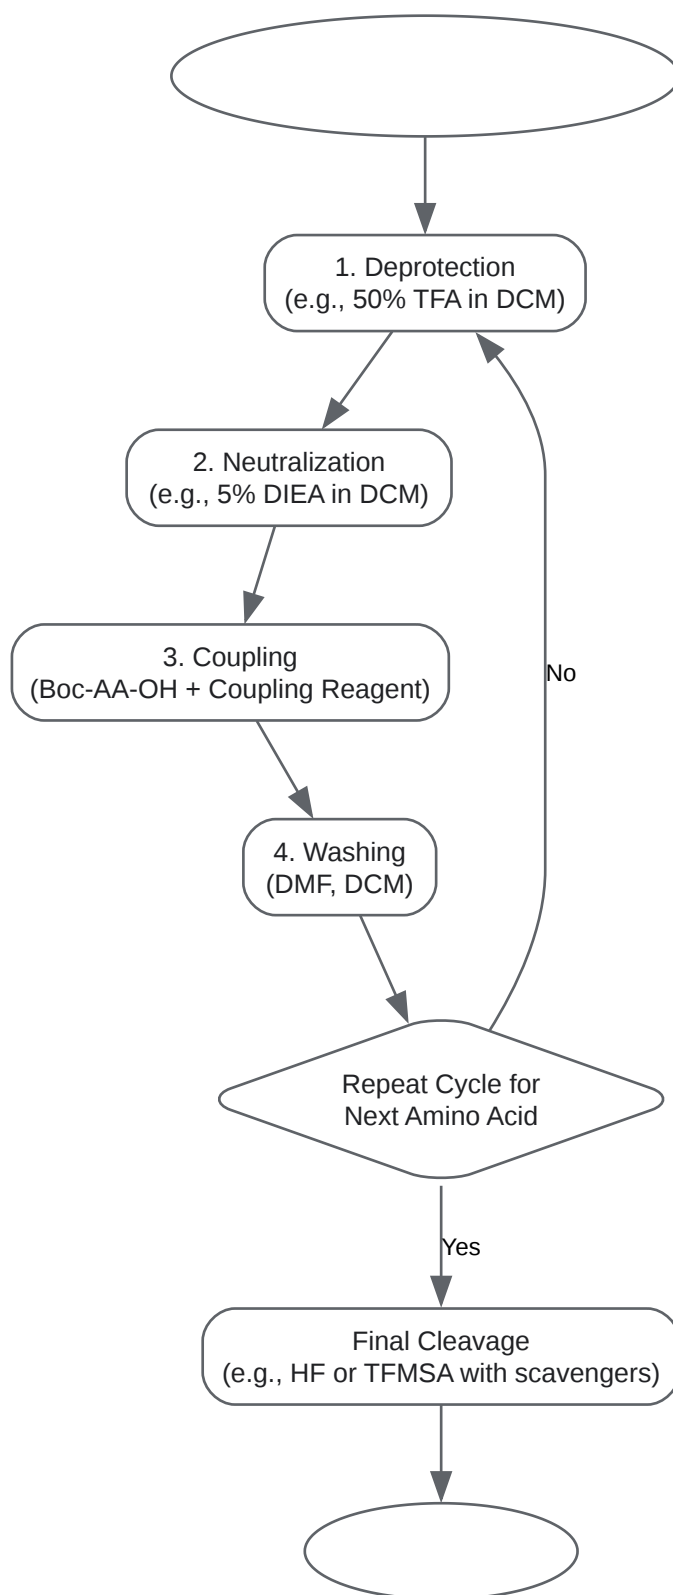 1. Deprotection
(e.g., 50% TFA in DCM)
2. Neutralization
(e.g., 5% DIEA in DCM)
3. Coupling
(Boc-AA-OH + Coupling Reagent)
No
4. Washing
(DMF, DCM)
Repeat Cycle for
Next Amino Acid
Yes
Final Cleavage
(e.g., HF or TFMSA with scavengers)